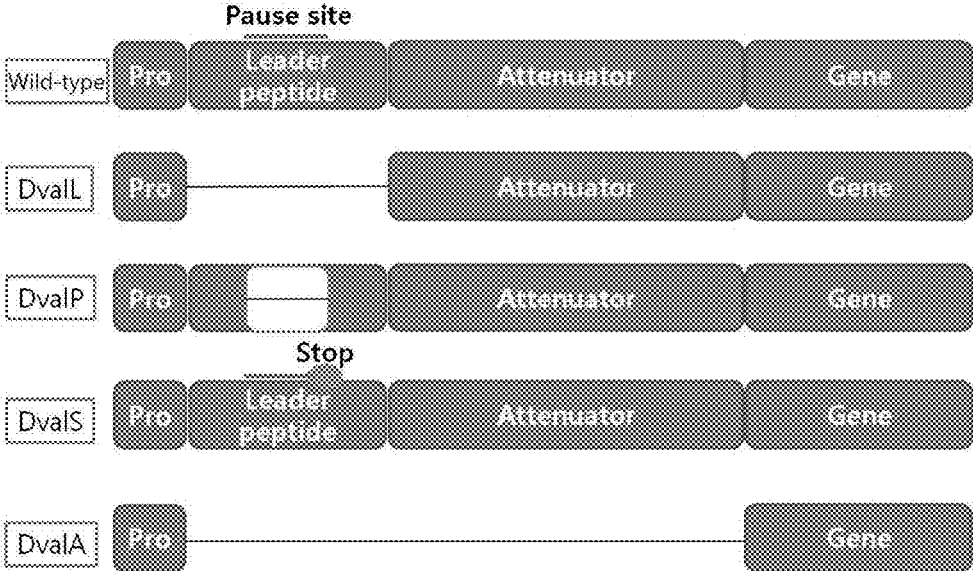 Pause site
Wild-type Pro Leader peptide Attenuator Gene
DvalL Pro Attenuator Gene
DvalP Pro Attenuator Gene
Stop
DvalS Pro Leader peptide Attenuator Gene
DvalA Pro Gene